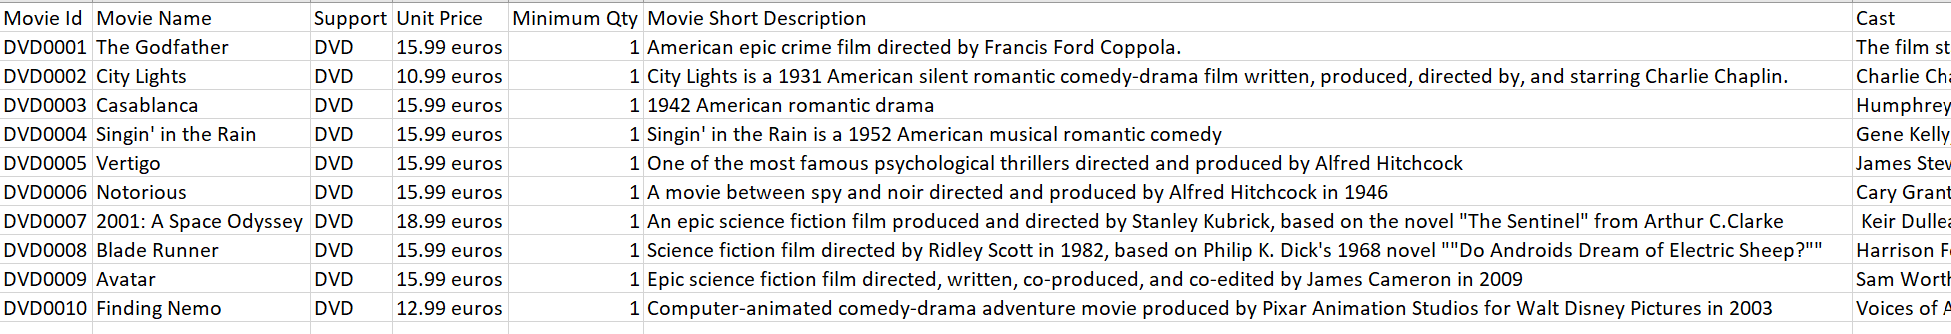 Movie Id Movie Name Support Unit Price Minimum Qty Movie Short Description Cast
DVD0001 The Godfather DVD 15.99 euros 1 American epic crime film directed by Francis Ford Coppola. The film
DVD0002 City Lights DVD 10.99 euros 1 City Lights is a 1931 American silent romantic comedy-drama film written, produced, directed by, and starring Charlie Chaplin. Charlie
DVD0003 Casablanca DVD 15.99 euros 1 1942 American romantic drama Humphrey
DVD0004 Singin' in the Rain DVD 15.99 euros 1 Singin' in the Rain is a 1952 American musical romantic comedy Gene Kelly,
DVD0005 Vertigo DVD 15.99 euros 1 One of the most famous psychological thrillers directed and produced by Alfred Hitchcock James
DVD0006 Notorious DVD 15.99 euros 1 A movie between spy and noir directed and produced by Alfred Hitchcock in 1946 Cary Grant
DVD0007 2001: A Space Odyssey DVD 18.99 euros 1 An epic science fiction film produced and directed by Stanley Kubrick, based on the novel "The Sentinel" from Arthur C.Clarke Keir
DVD0008 Blade Runner DVD 15.99 euros 1 Science fiction film directed by Ridley Scott in 1982, based on Philip K. Dick's 1968 novel ""Do Androids Dream of Electric Sheep?"" Harrison
DVD0009 Avatar DVD 15.99 euros 1 Epic science fiction film directed, written, co-produced, and co-edited by James Cameron in 2009 Sam
DVD0010 Finding Nemo DVD 12.99 euros 1 Computer-animated comedy-drama adventure movie produced by Pixar Animation Studios for Walt Disney Pictures in 2003 Voices of